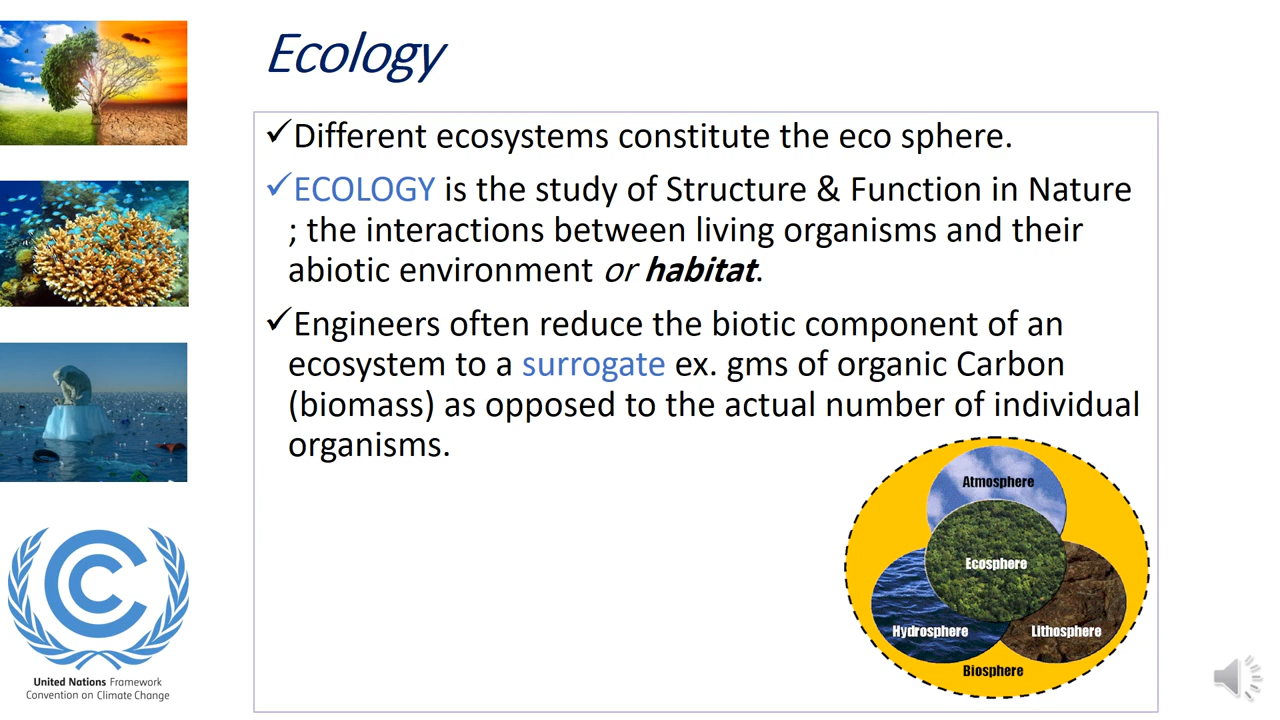 Ecology
✓Different ecosystems constitute the eco sphere.
✓ECOLOGY is the study of Structure & Function in Nature
; the interactions between living organisms and their
abiotic environment or habitat.
✓Engineers often reduce the biotic component of an
ecosystem to a surrogate ex. gms of organic Carbon
(biomass) as opposed to the actual number of individual
organisms.
Atmosphere
Ecosphere
Hydrosphere
Lithosphere
Biosphere
United Nations Framework
Convention on Climate Change